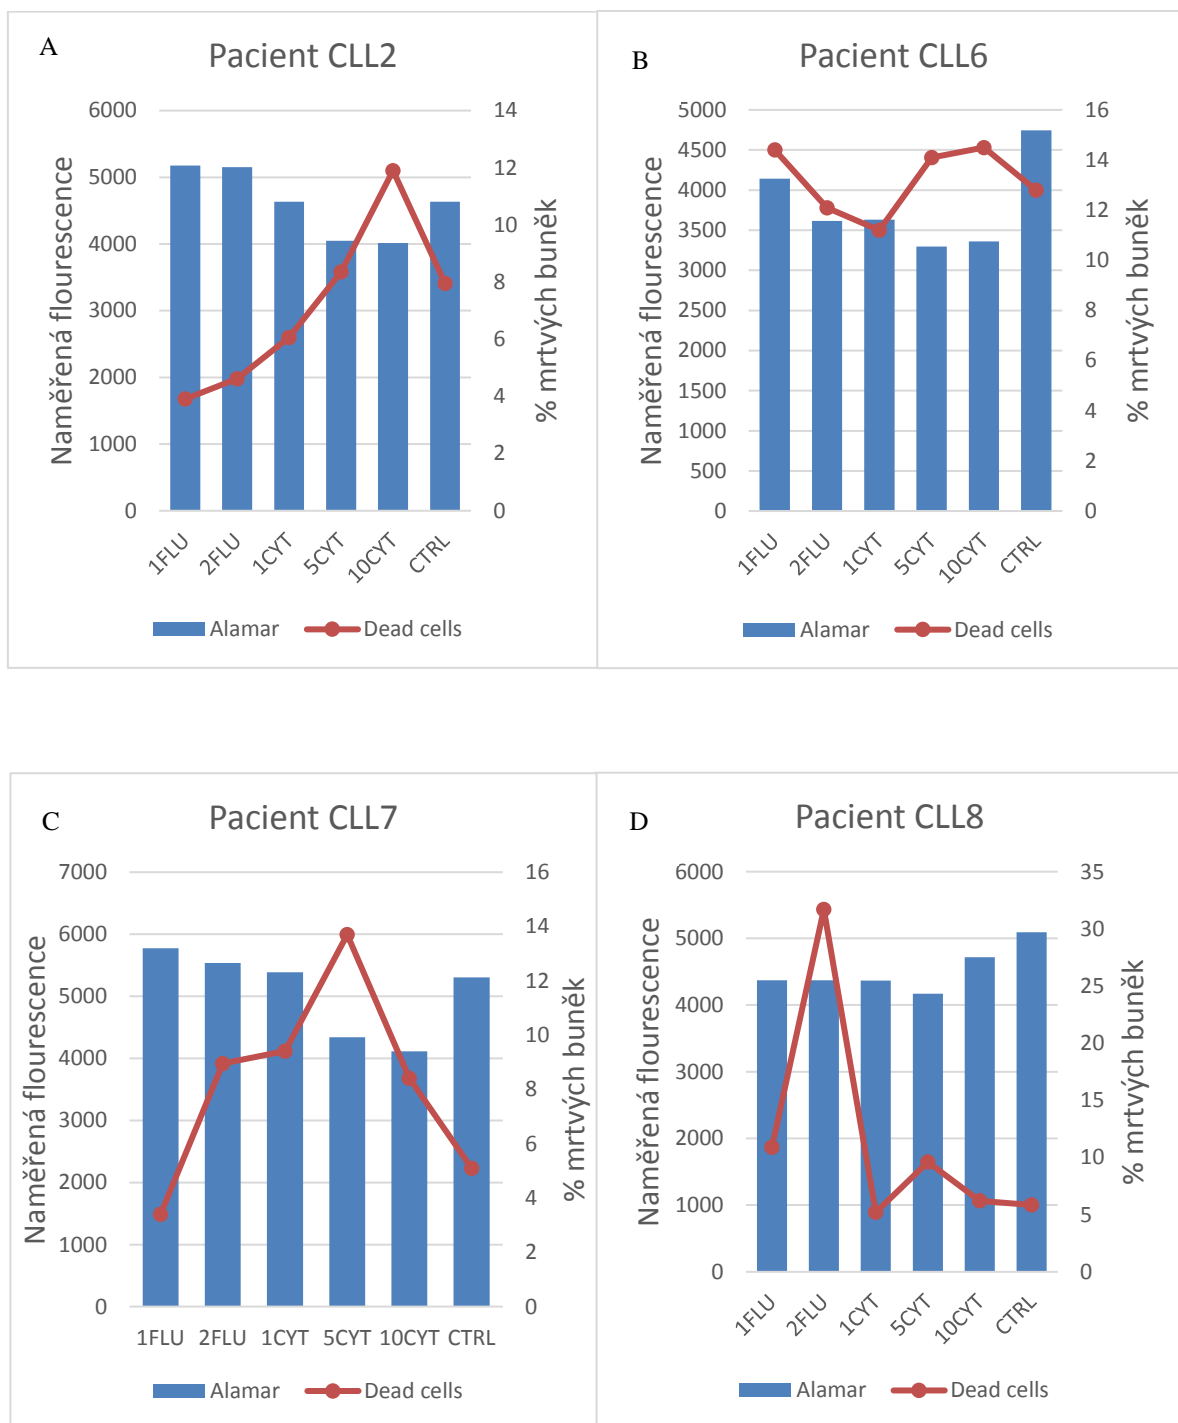 A
Pacient CLL2
6000
5000
4000
3000
2000
1000
0
14
12
10
8
6
4
2
0
Naměřená flourescence
% mrtvých buněk
1FLU
2FLU
1CYT
5CYT
10CYT
CTRL
Alamar Dead cells
B
Pacient CLL6
5000
4500
4000
3500
3000
2500
2000
1500
1000
500
0
16
14
12
10
8
6
4
2
0
Naměřená flourescence
% mrtvých buněk
1FLU
2FLU
1CYT
5CYT
10CYT
CTRL
Alamar Dead cells
C
Pacient CLL7
7000
6000
5000
4000
3000
2000
1000
0
16
14
12
10
8
6
4
2
0
Naměřená flourescence
% mrtvých buněk
1FLU 2FLU 1CYT 5CYT 10CYT CTRL
Alamar Dead cells
D
Pacient CLL8
6000
5000
4000
3000
2000
1000
0
35
30
25
20
15
10
5
0
Naměřená flourescence
% mrtvých buněk
1FLU
2FLU
1CYT
5CYT
10CYT
CTRL
Alamar Dead cells